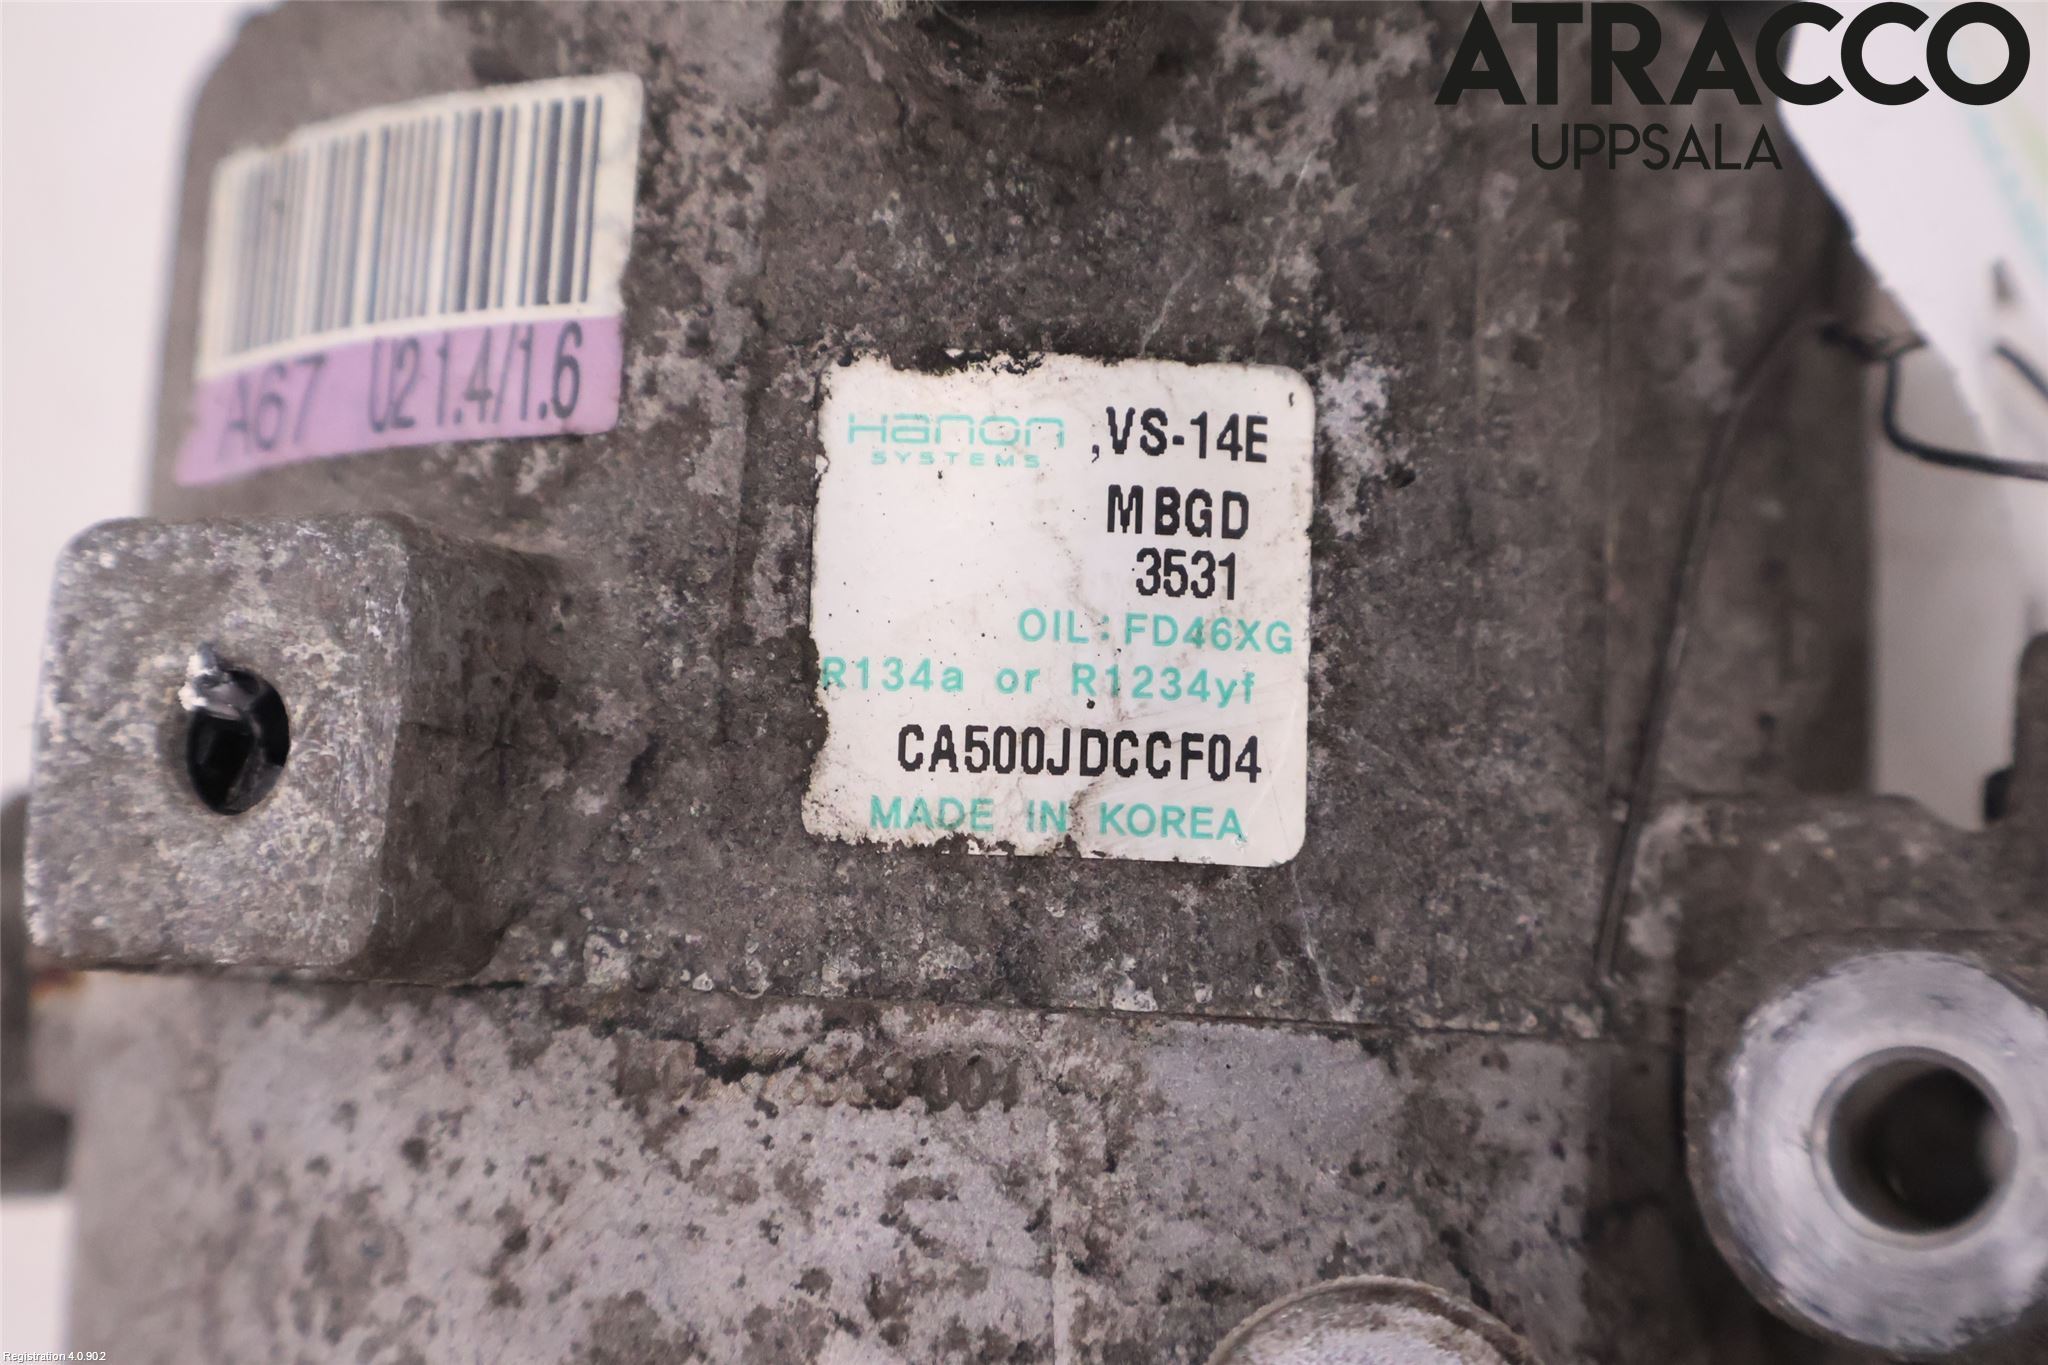 ATRACCO
UPPSALA
A67 U2 1.4/1.6
Hanon
SYSTEMS
VS-14E
MBGD
3531
OIL:FD46XG
R134a or R1234yf
CA500JDCCF04
MADE IN KOREA
Registration 4.0.902